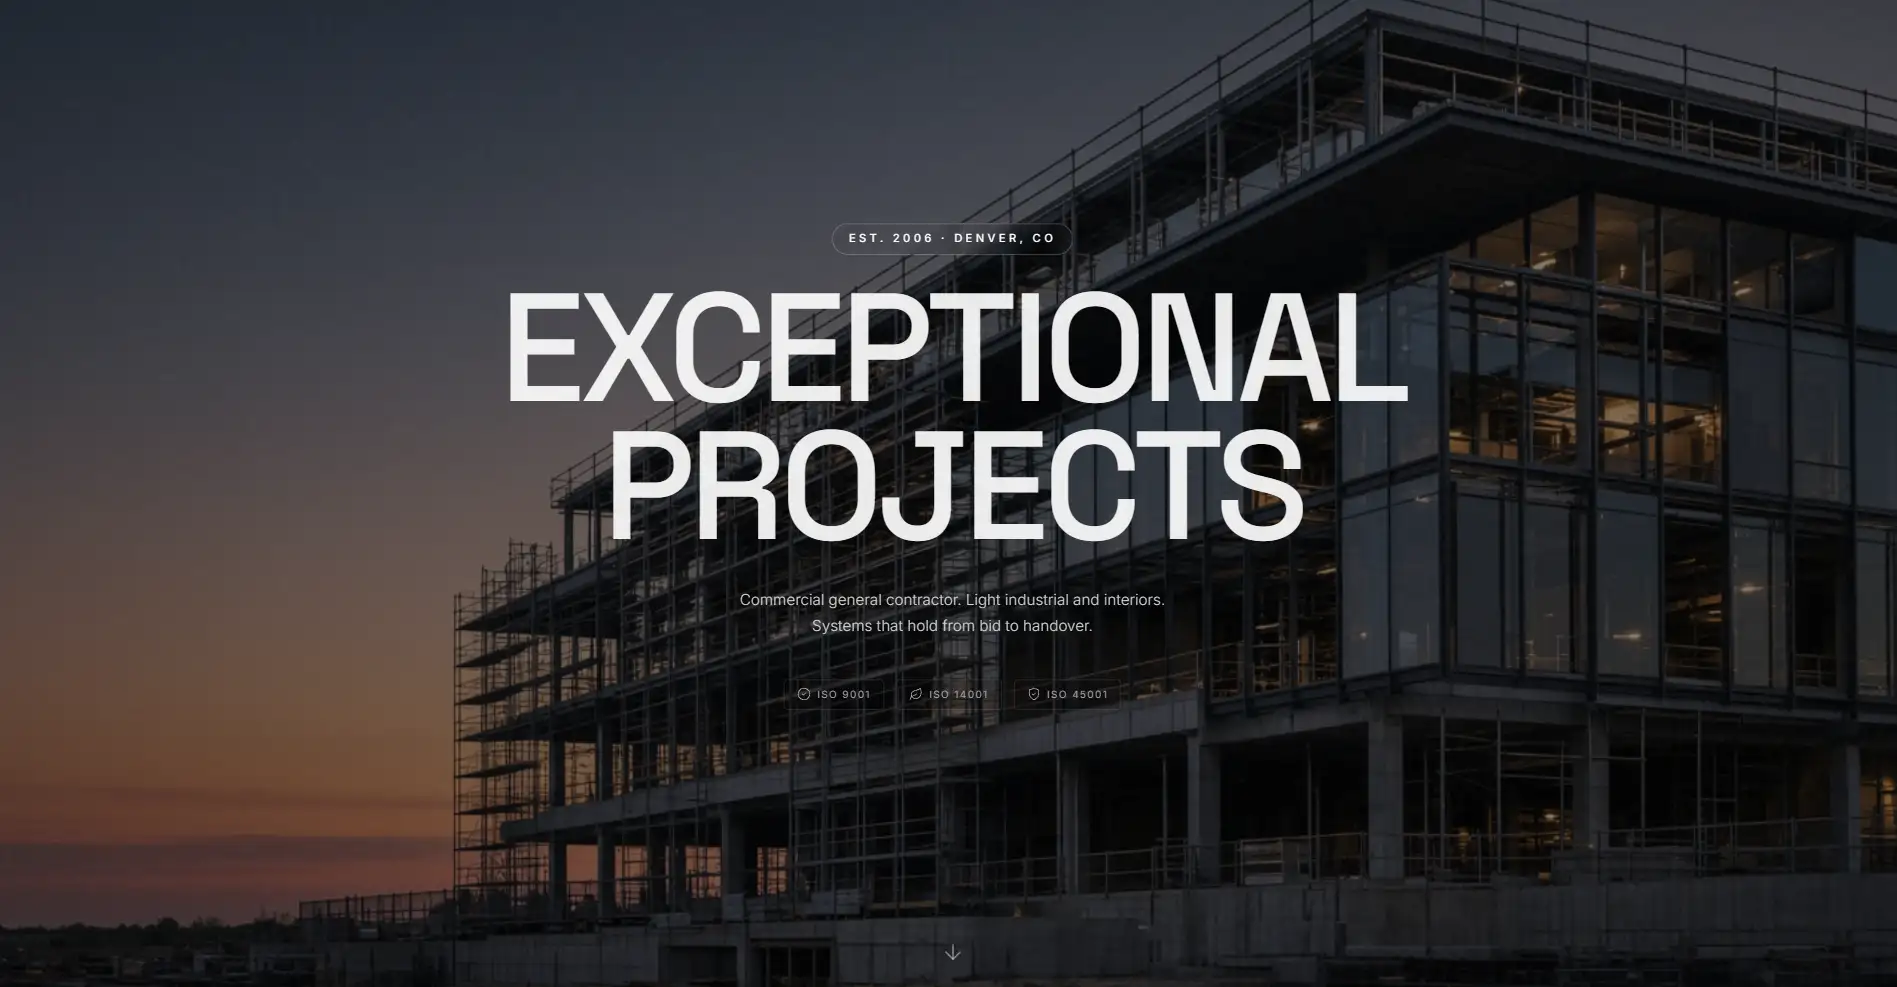 EST. 2006 · DENVER, CO
EXCEPTIONAL
PROJECTS
Commercial general contractor. Light industrial and interiors.
Systems that hold from bid to handover.
ISO 9001
ISO 14001
ISO 45001